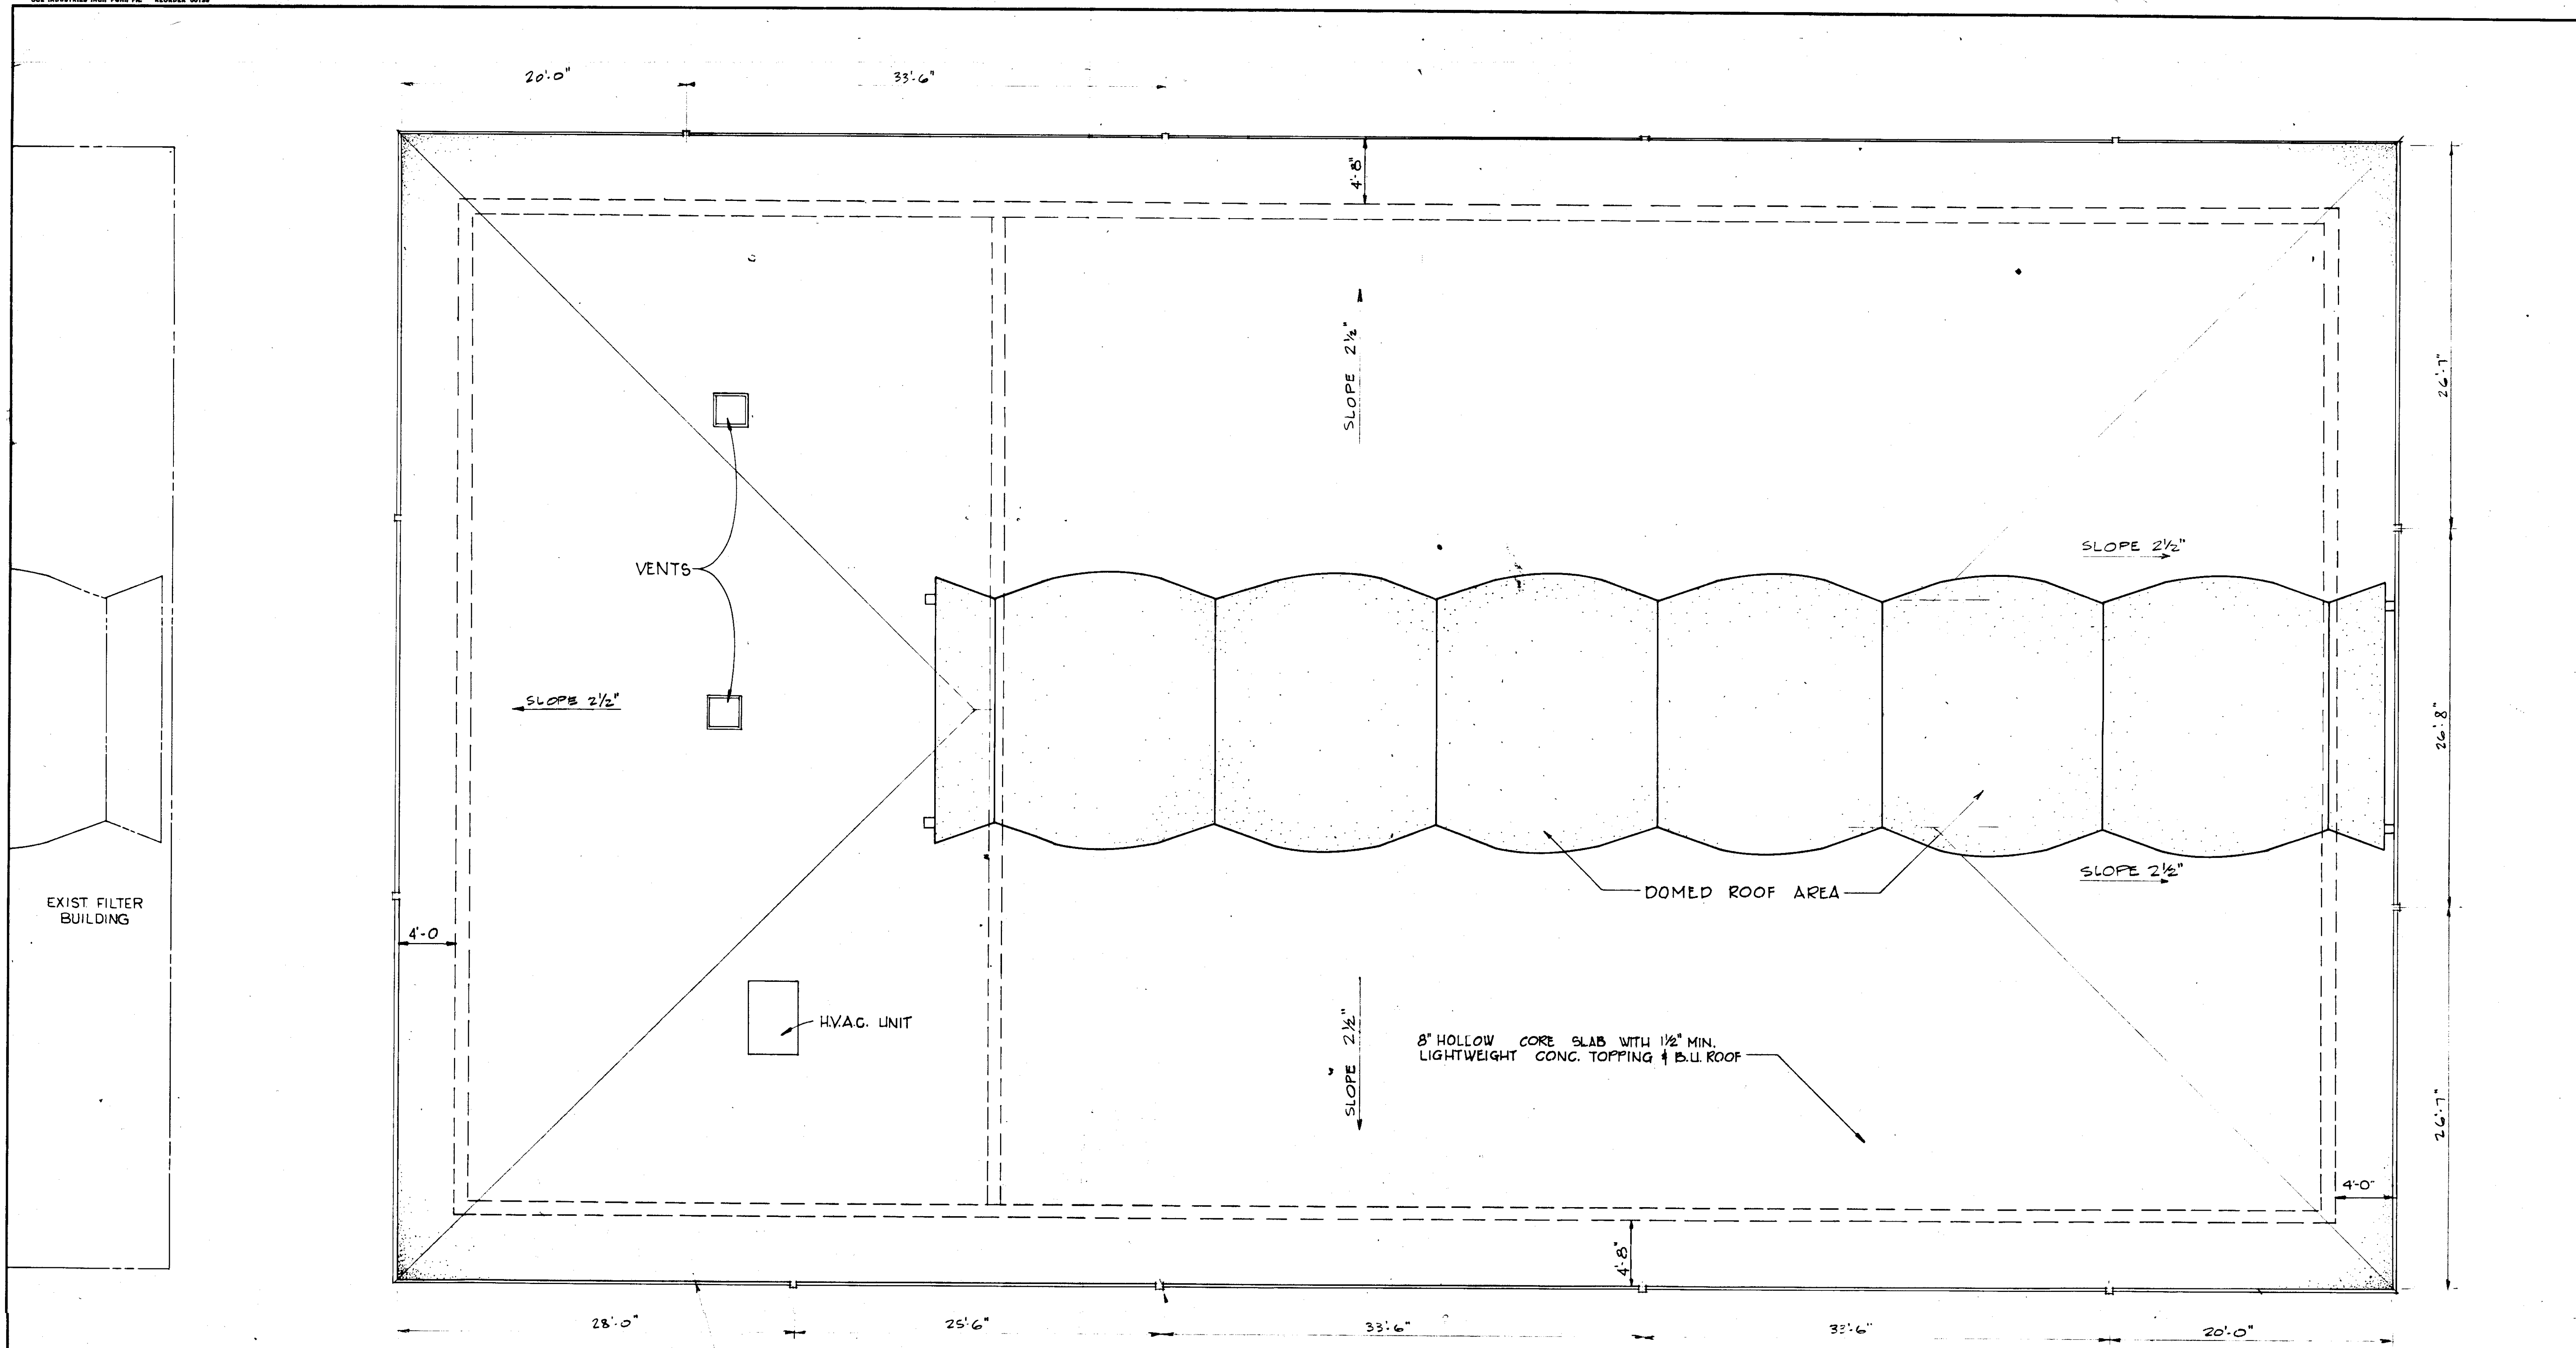 20'-0"
33'-6"
4'-8"
SLOPE 2½"
26'-7"
VENTS
SLOPE 2½"
SLOPE 2½"
26'-8"
SLOPE 2½"
DOMED ROOF AREA
EXIST. FILTER
BUILDING
4'-0
H.V.A.C. UNIT
SLOPE 2½"
8" HOLLOW CORE SLAB WITH 1½" MIN.
LIGHTWEIGHT CONC. TOPPING & B.U. ROOF
26'-7"
4'-0"
4'-8"
28'-0"
25'-6"
33'-6"
33'-6"
20'-0"